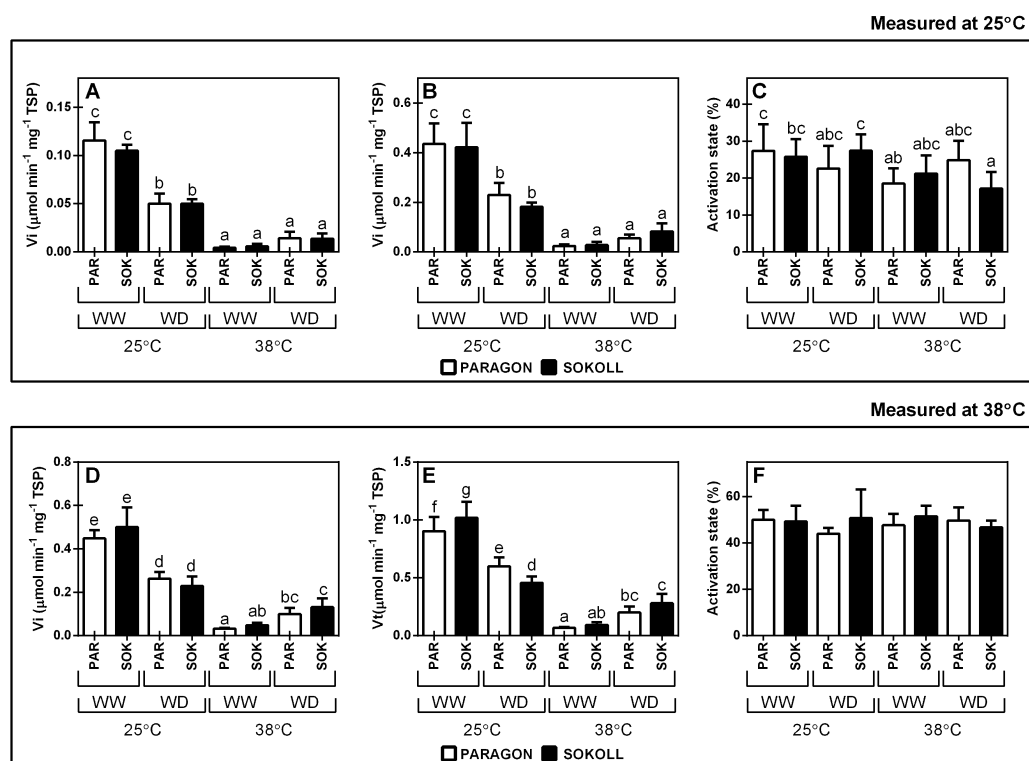 Measured at 25°C
A
Vi (μmol min⁻¹ mg⁻¹ TSP)
0.15
0.10
0.05
0.00
c c b b a a a a
PAR SOK PAR SOK PAR SOK PAR SOK
WW WD WW WD
25°C 38°C
B
Vi (μmol min⁻¹ mg⁻¹ TSP)
0.6
0.4
0.2
0.0
c c b b a a a a
PAR SOK PAR SOK PAR SOK PAR SOK
WW WD WW WD
25°C 38°C
C
Activation state (%)
40
30
20
10
0
c bc abc c ab abc abc a
PAR SOK PAR SOK PAR SOK PAR SOK
WW WD WW WD
25°C 38°C
PARAGON SOKOLL
Measured at 38°C
D
Vi (μmol min⁻¹ mg⁻¹ TSP)
0.8
0.6
0.4
0.2
0.0
e e d d a ab bc c
PAR SOK PAR SOK PAR SOK PAR SOK
WW WD WW WD
25°C 38°C
E
Vt(μmol min⁻¹ mg⁻¹ TSP)
1.5
1.0
0.5
0.0
f g e d a ab bc c
PAR SOK PAR SOK PAR SOK PAR SOK
WW WD WW WD
25°C 38°C
F
Activation state (%)
60
40
20
0
PAR SOK PAR SOK PAR SOK PAR SOK
WW WD WW WD
25°C 38°C
PARAGON SOKOLL